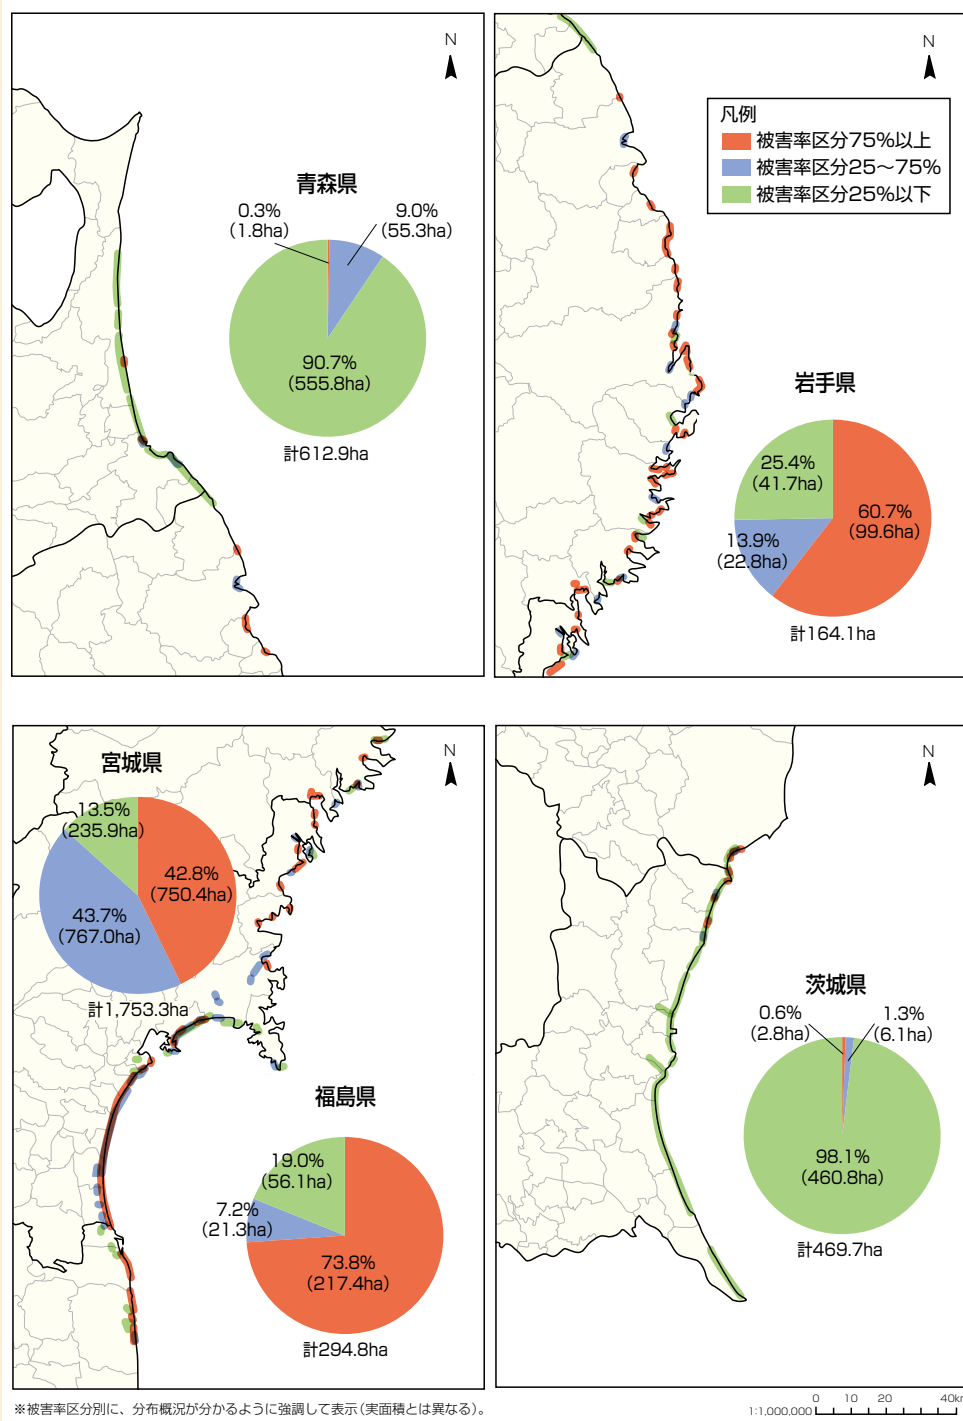 N
青森県
0.3%
(1.8ha)
9.0%
(55.3ha)
90.7%
(555.8ha)
計612.9ha
N
凡例
被害率区分75%以上
被害率区分25〜75%
被害率区分25%以下
岩手県
25.4%
(41.7ha)
60.7%
(99.6ha)
13.9%
(22.8ha)
計164.1ha
N
宮城県
13.5%
(235.9ha)
42.8%
(750.4ha)
43.7%
(767.0ha)
計1,753.3ha
福島県
19.0%
(56.1ha)
7.2%
(21.3ha)
73.8%
(217.4ha)
計294.8ha
N
茨城県
0.6%
(2.8ha)
1.3%
(6.1ha)
98.1%
(460.8ha)
計469.7ha
※被害率区分別に、分布概況が分かるように強調して表示(実面積とは異なる)。
0 10 20 40km
1:1,000,000